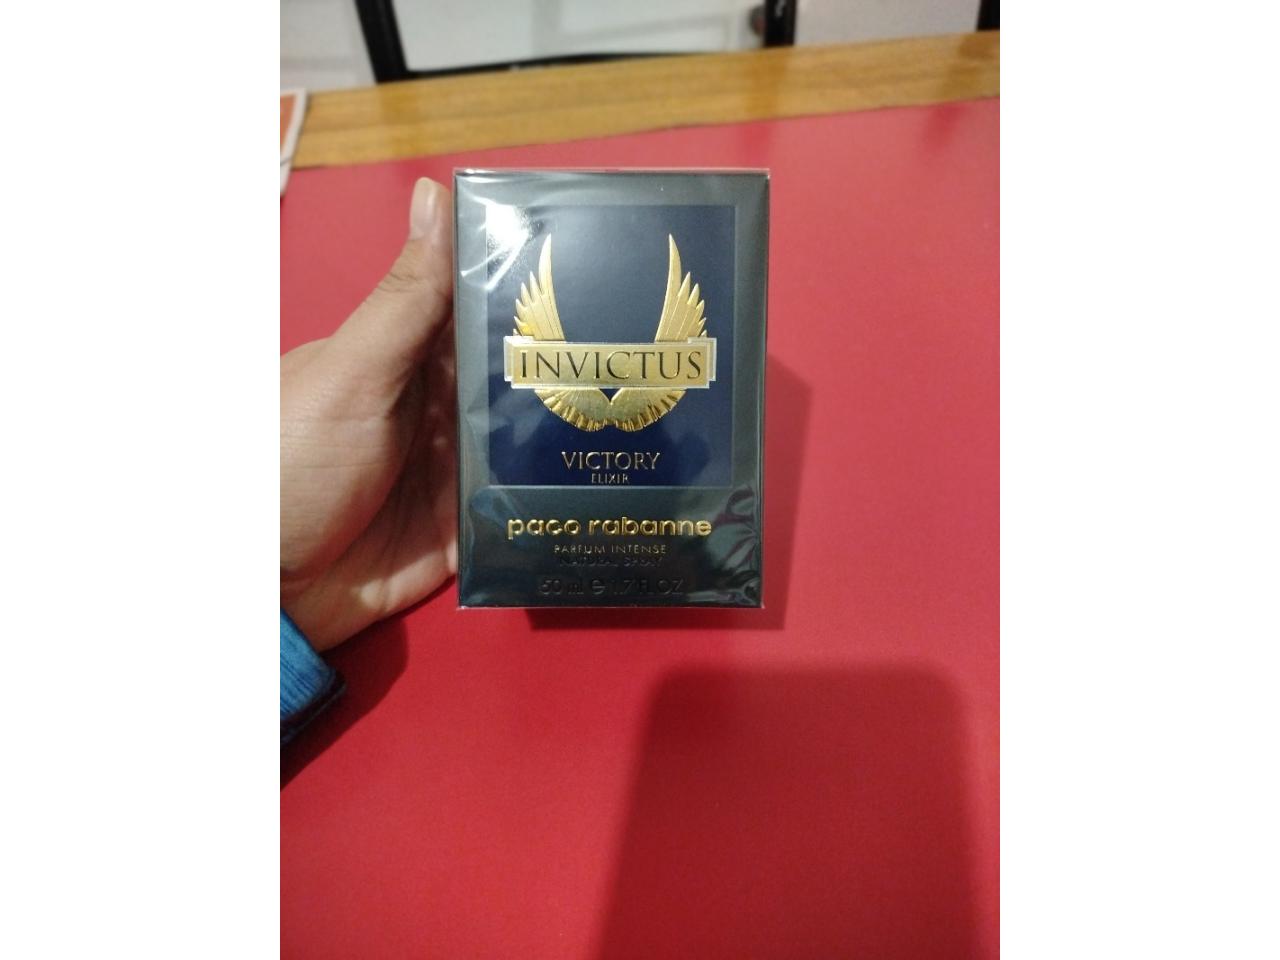 INVICTUS
VICTORY
ELIXIR
paco rabanne
PARFUM INTENSE
NATURAL SPRAY
50 ml e 1.7 FL.OZ